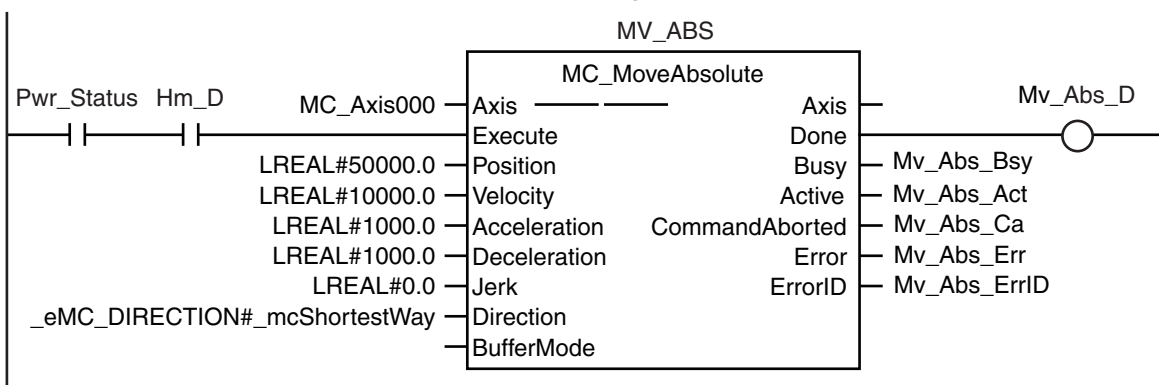 MV_ABS
MC_MoveAbsolute
Pwr_Status Hm_D MC_Axis000 Axis Axis Mv_Abs_D
Execute Done
LREAL#50000.0 Position Busy Mv_Abs_Bsy
LREAL#10000.0 Velocity Active Mv_Abs_Act
LREAL#1000.0 Acceleration CommandAborted Mv_Abs_Ca
LREAL#1000.0 Deceleration Error Mv_Abs_Err
LREAL#0.0 Jerk ErrorID Mv_Abs_ErrID
_eMC_DIRECTION#_mcShortestWay Direction
BufferMode